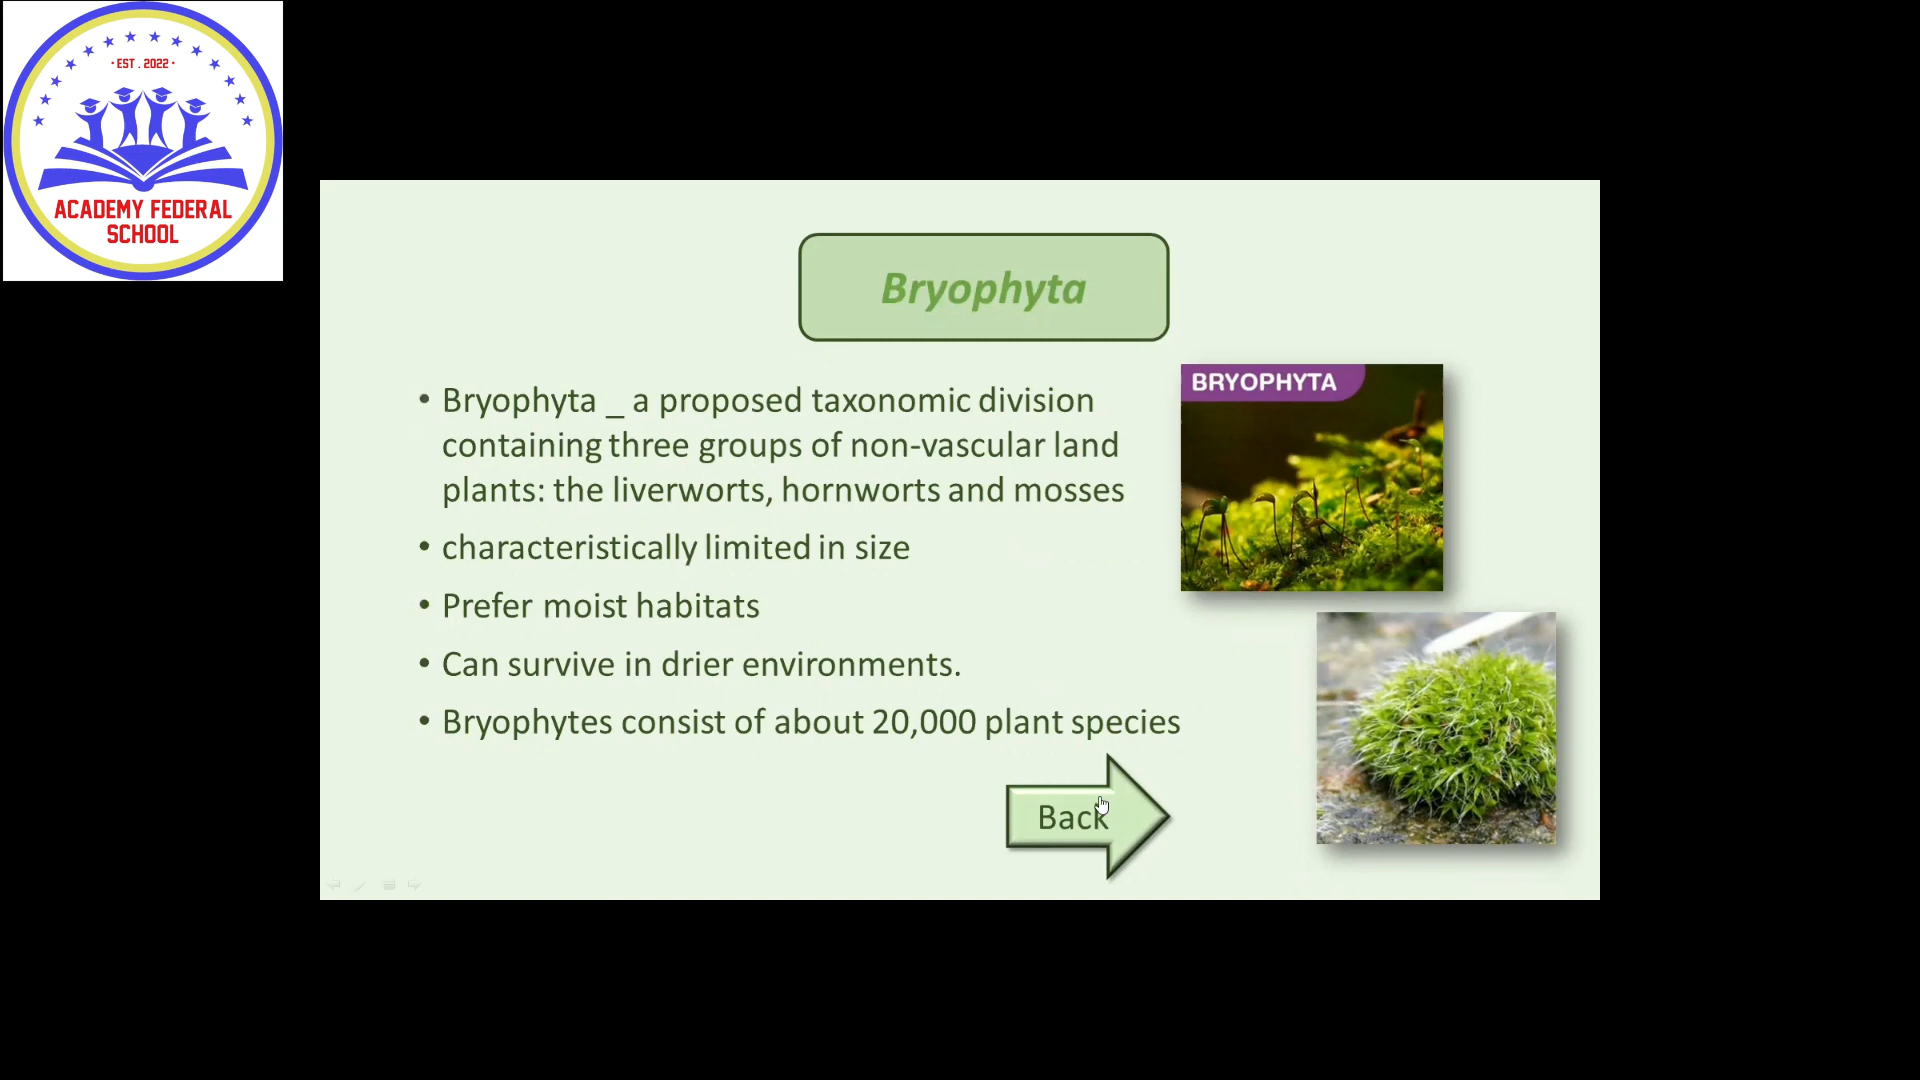 · EST . 2022 ·
ACADEMY FEDERAL
SCHOOL
Bryophyta
BRYOPHYTA
• Bryophyta _ a proposed taxonomic division
containing three groups of non-vascular land
plants: the liverworts, hornworts and mosses
• characteristically limited in size
• Prefer moist habitats
• Can survive in drier environments.
• Bryophytes consist of about 20,000 plant species
Back